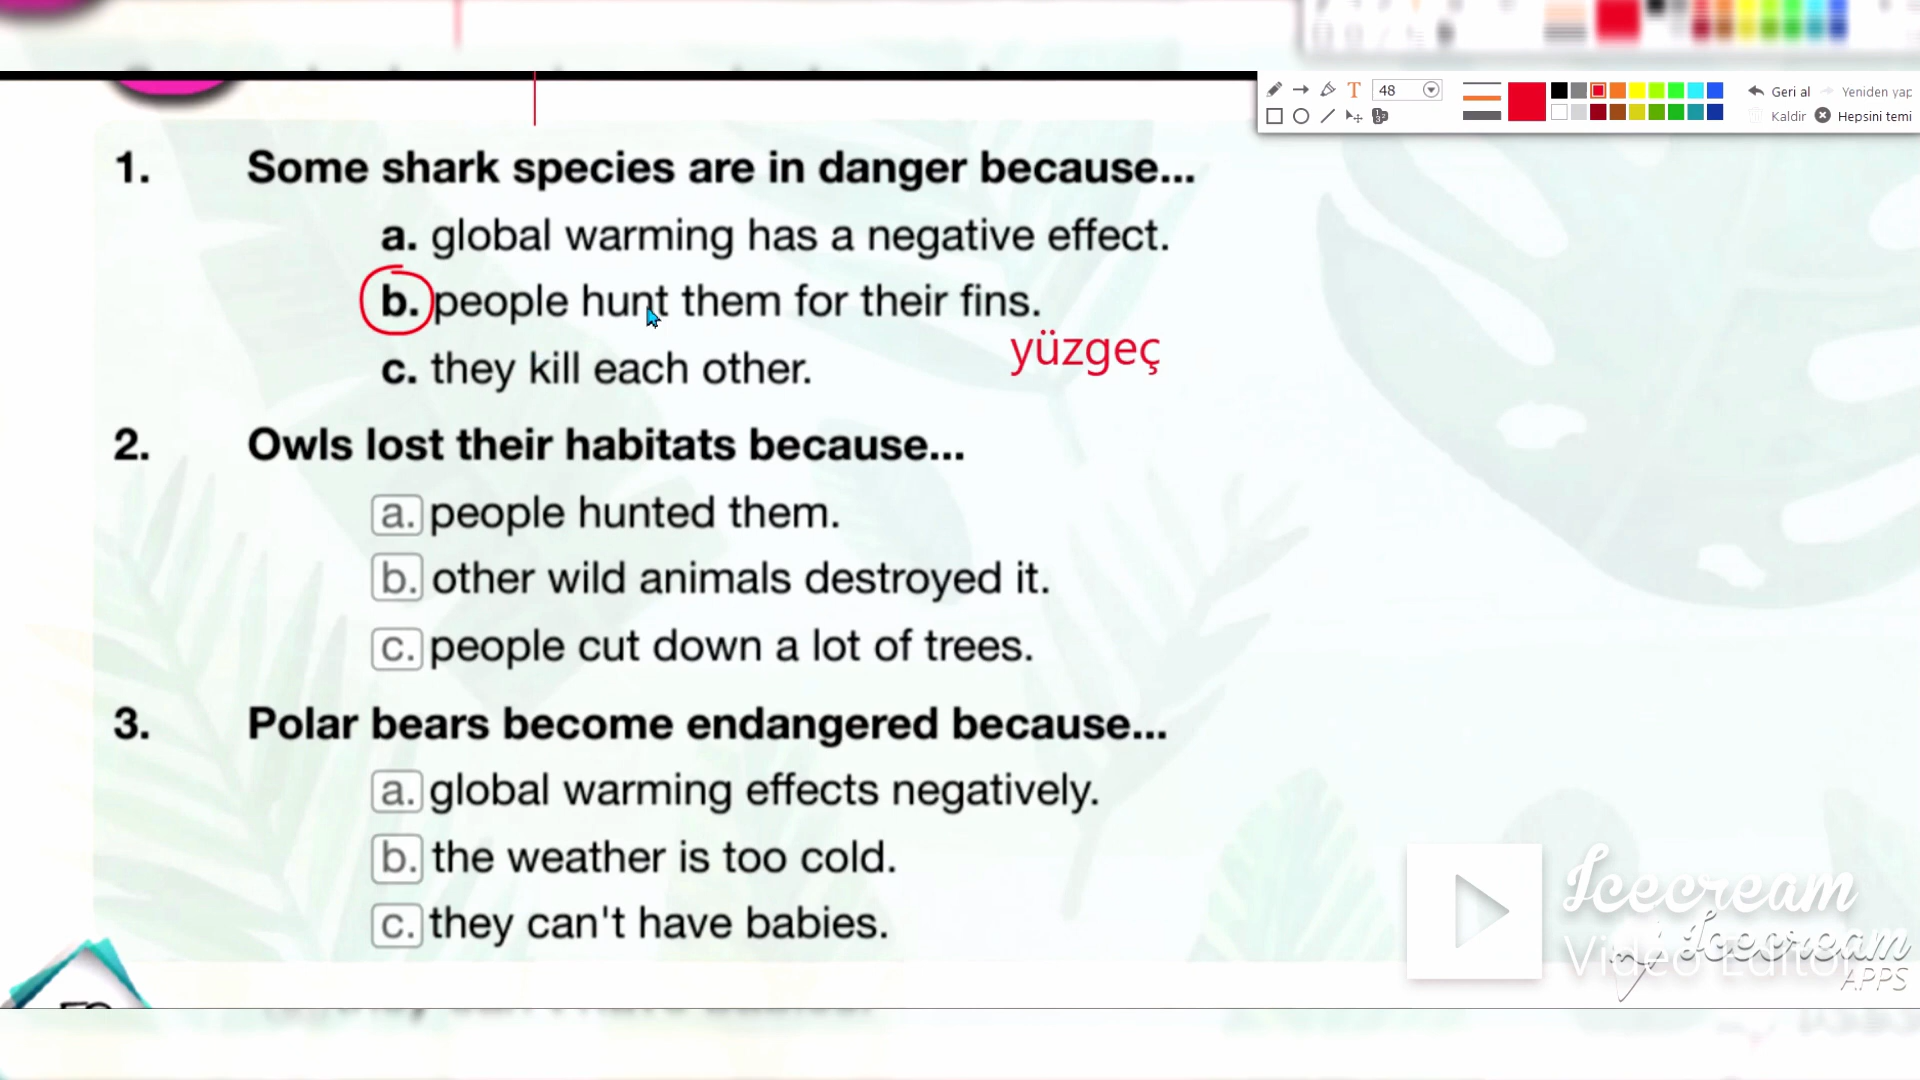 48
Geri al
Yeniden yap
Kaldir
Hepsini temi
1. Some shark species are in danger because...
a. global warming has a negative effect.
b. people hunt them for their fins.
yüzgeç
c. they kill each other.
2. Owls lost their habitats because...
a. people hunted them.
b. other wild animals destroyed it.
c. people cut down a lot of trees.
3. Polar bears become endangered because...
a. global warming effects negatively.
b. the weather is too cold.
c. they can't have babies.
Icecream
Video Editor
Icecream
APPS